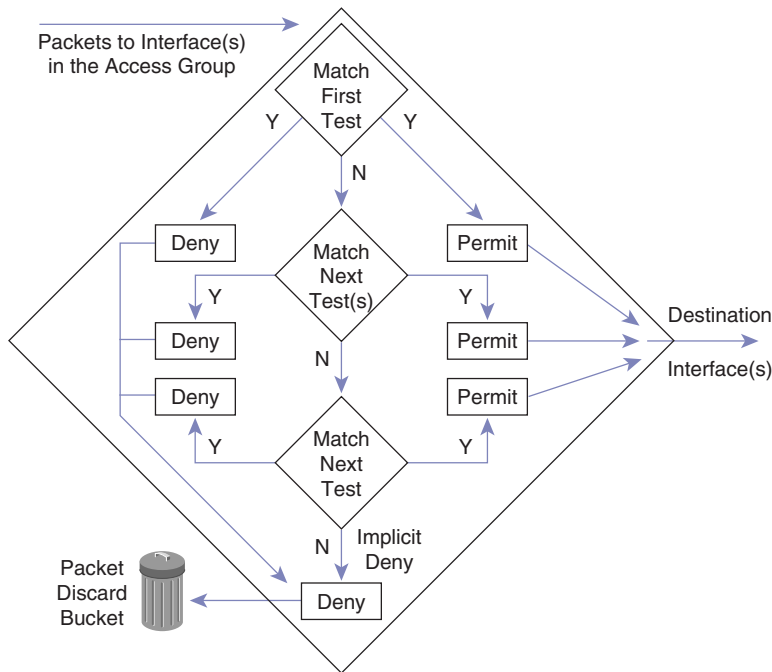 Packets to Interface(s)
in the Access Group
Match
First
Test
Y
Y
N
Deny
Permit
Match
Next
Test(s)
Y
Y
Deny
Permit
Destination
Interface(s)
N
Deny
Permit
Match
Next
Test
Y
Y
N
Implicit
Deny
Packet
Discard
Bucket
Deny